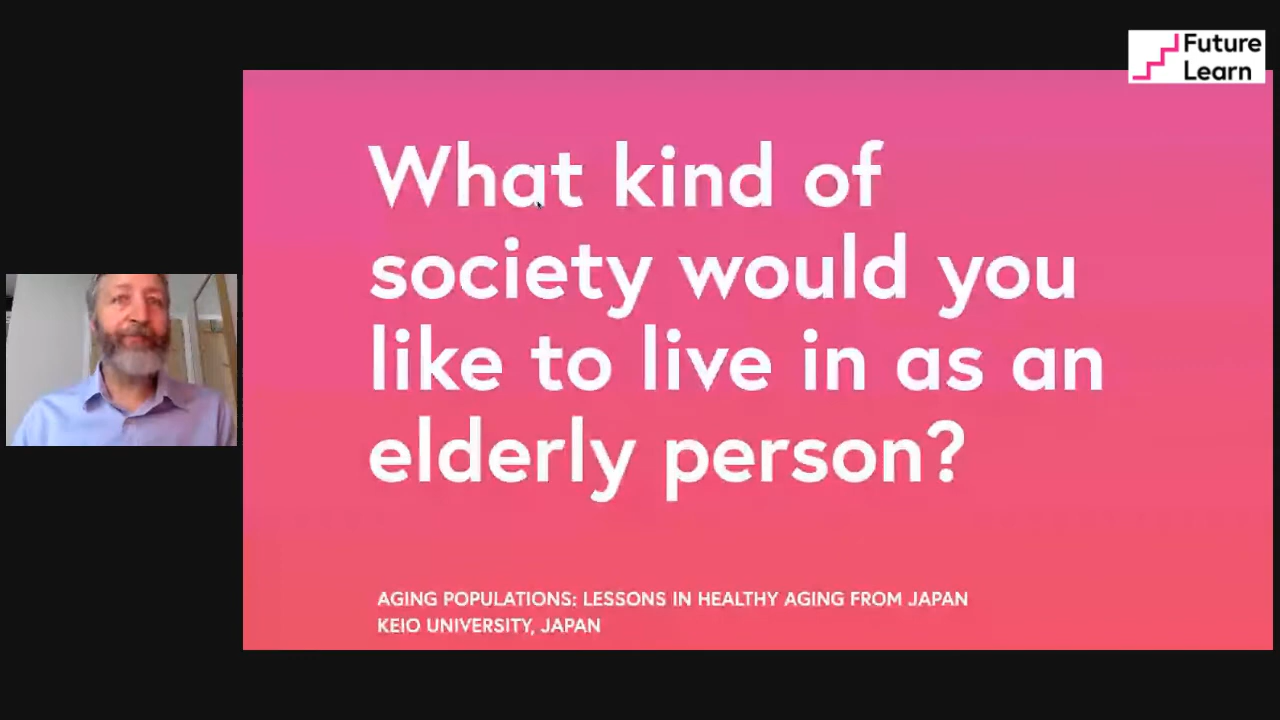 Future
Learn
What kind of
society would you
like to live in as an
elderly person?
AGING POPULATIONS: LESSONS IN HEALTHY AGING FROM JAPAN
KEIO UNIVERSITY, JAPAN